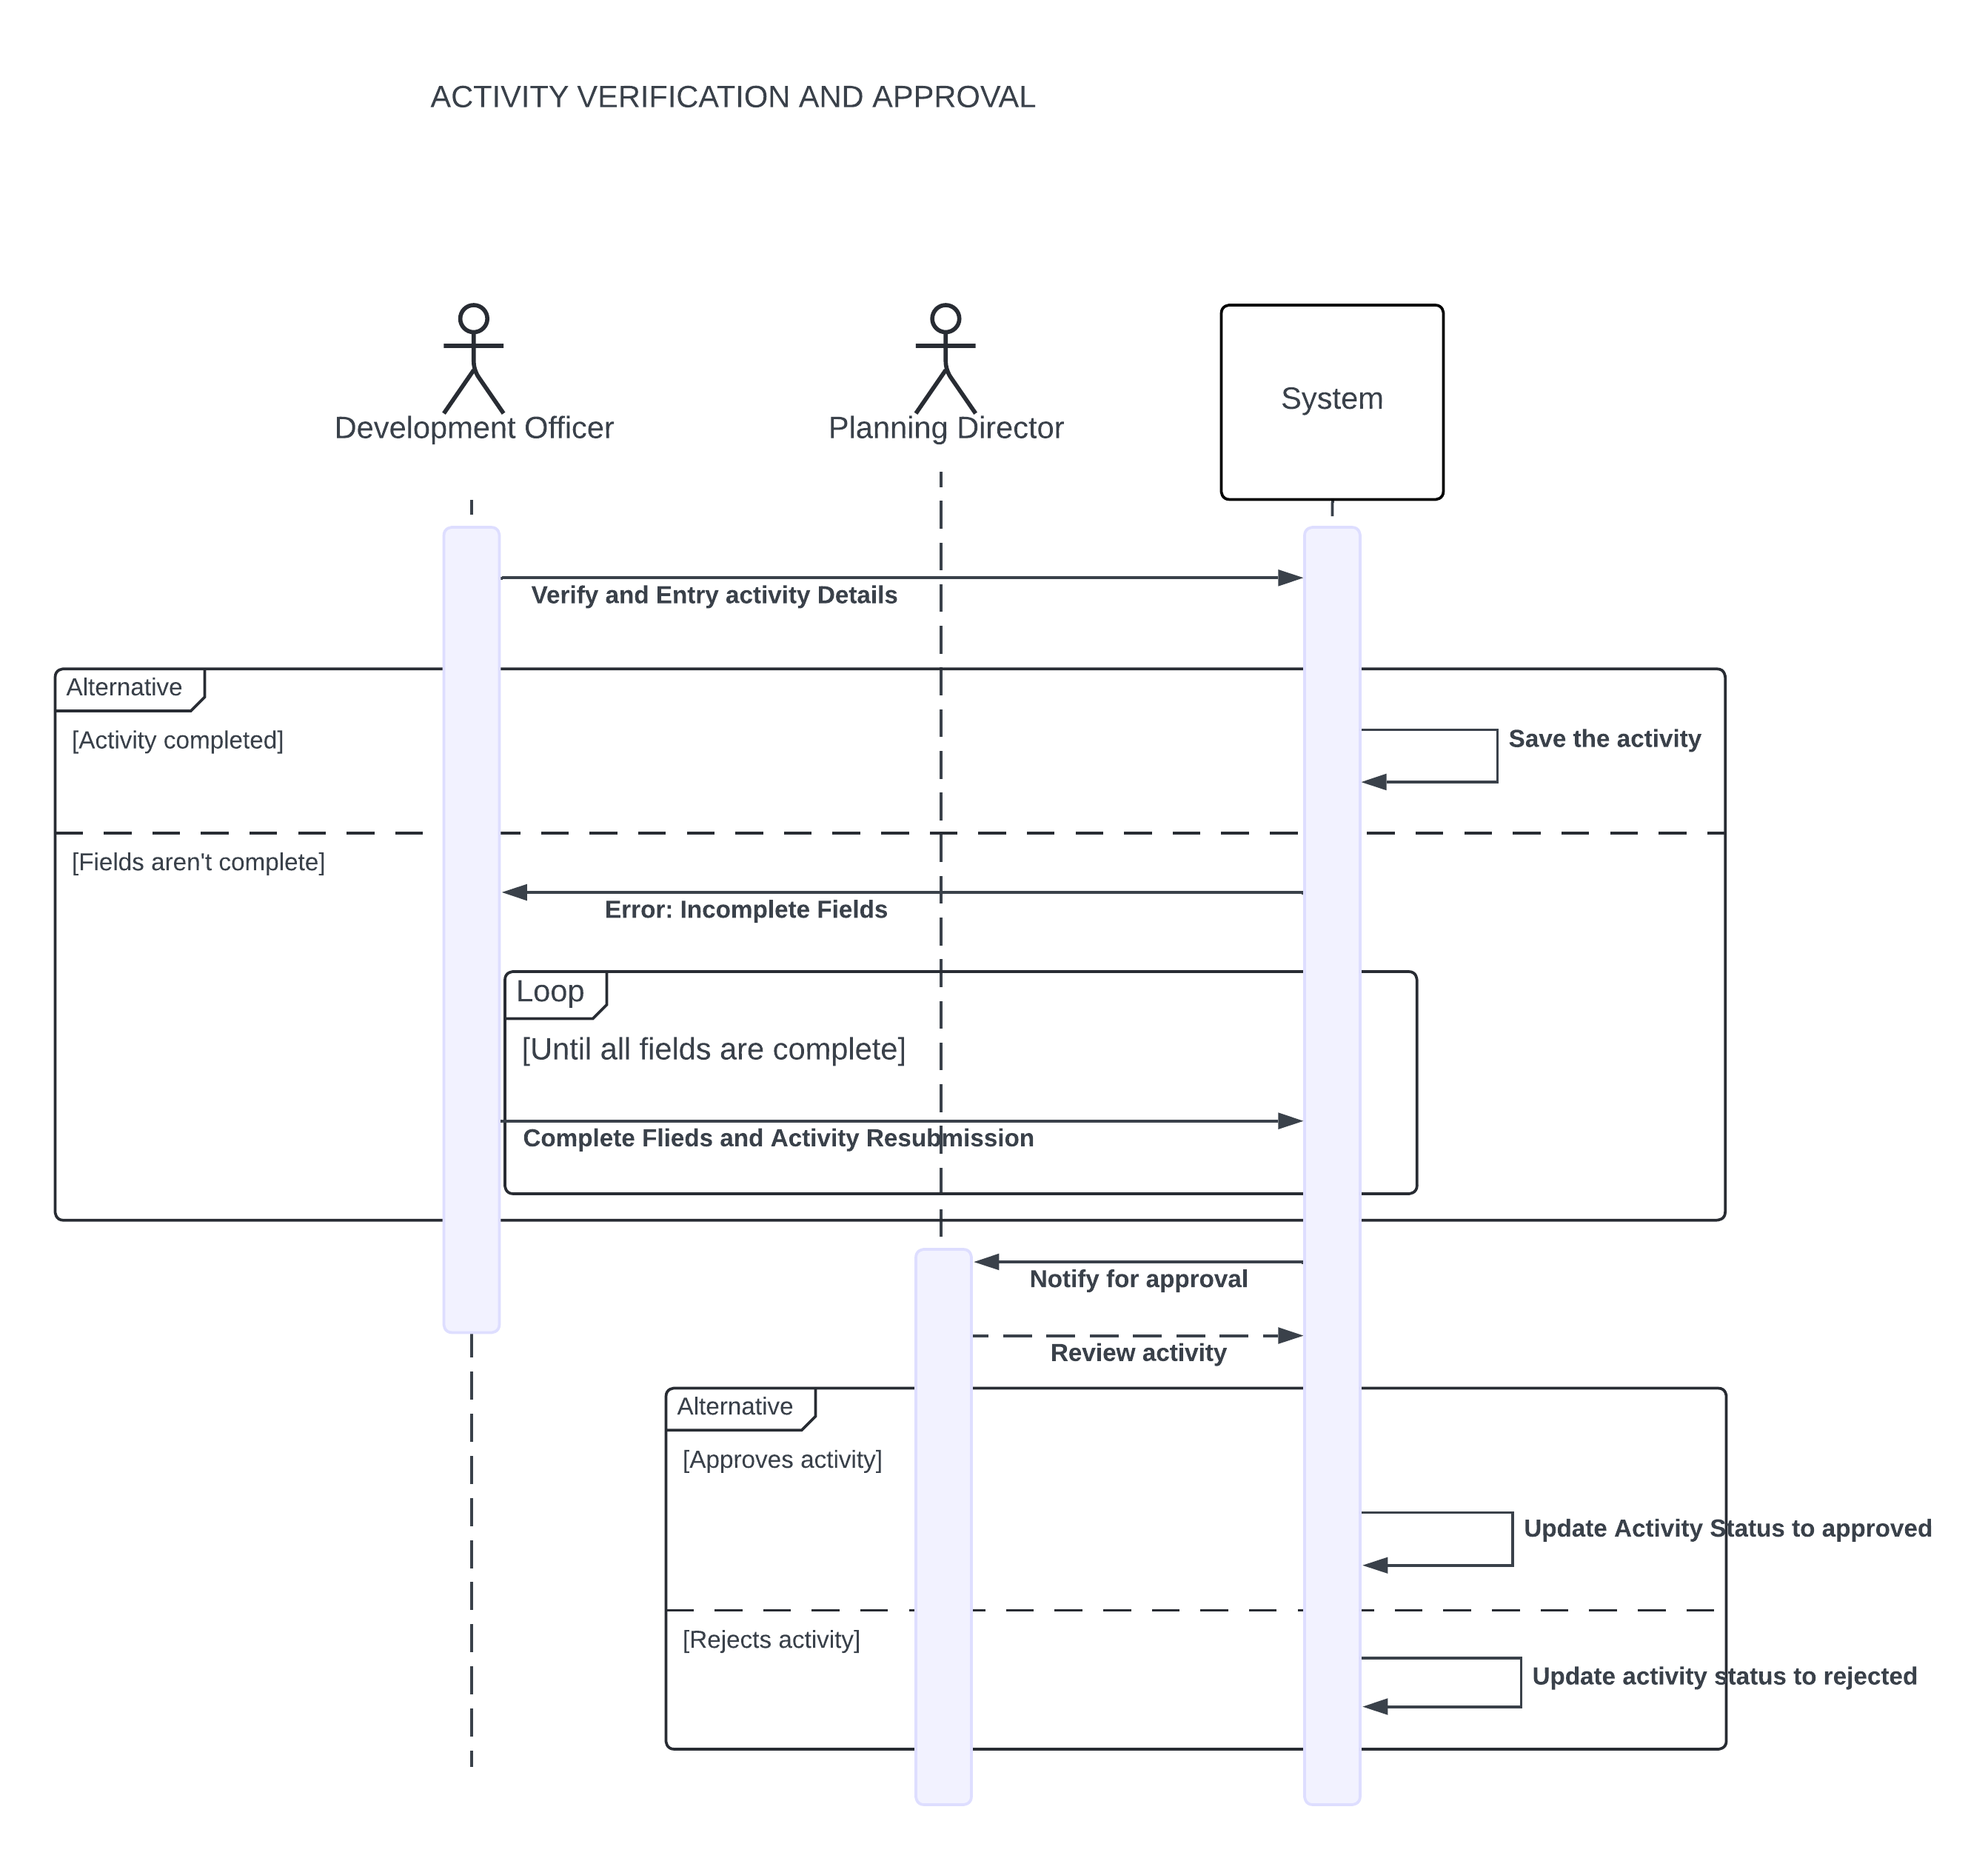 ACTIVITY VERIFICATION AND APPROVAL
Development Officer
Planning Director
System
Verify and Entry activity Details
Alternative
[Activity completed]
Save the activity
[Fields aren't complete]
Error: Incomplete Fields
Loop
[Until all fields are complete]
Complete Flieds and Activity Resubmission
Notify for approval
Review activity
Alternative
[Approves activity]
Update Activity Status to approved
[Rejects activity]
Update activity status to rejected